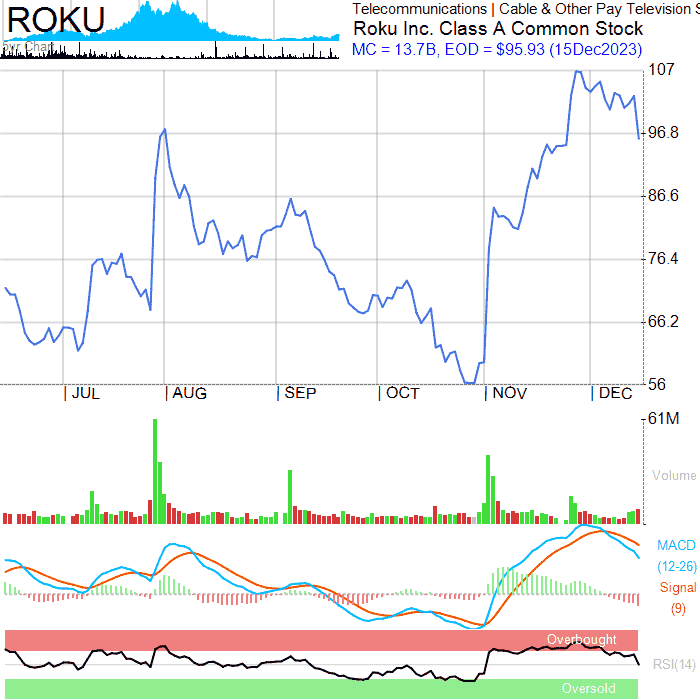 ROKU
Telecommunications | Cable & Other Pay Television S
Roku Inc. Class A Common Stock
MC = 13.7B, EOD = $95.93 (15Dec2023)
Chart
107
96.8
86.6
76.4
66.2
56
| JUL | AUG | SEP | OCT | NOV | DEC
61M
Volume
MACD
(12-26)
Signal
(9)
Overbought
RSI(14)
Oversold